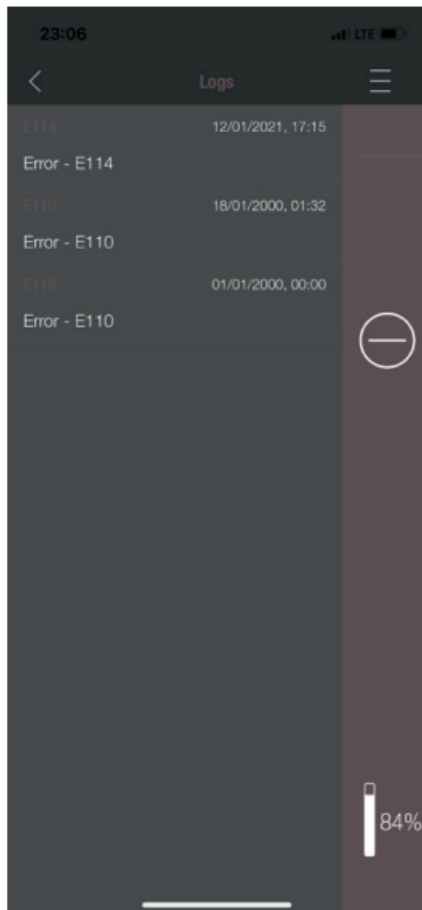 23:06 LTE
Logs
E114 12/01/2021, 17:15
Error - E114
E110 18/01/2000, 01:32
Error - E110
E110 01/01/2000, 00:00
Error - E110
84%